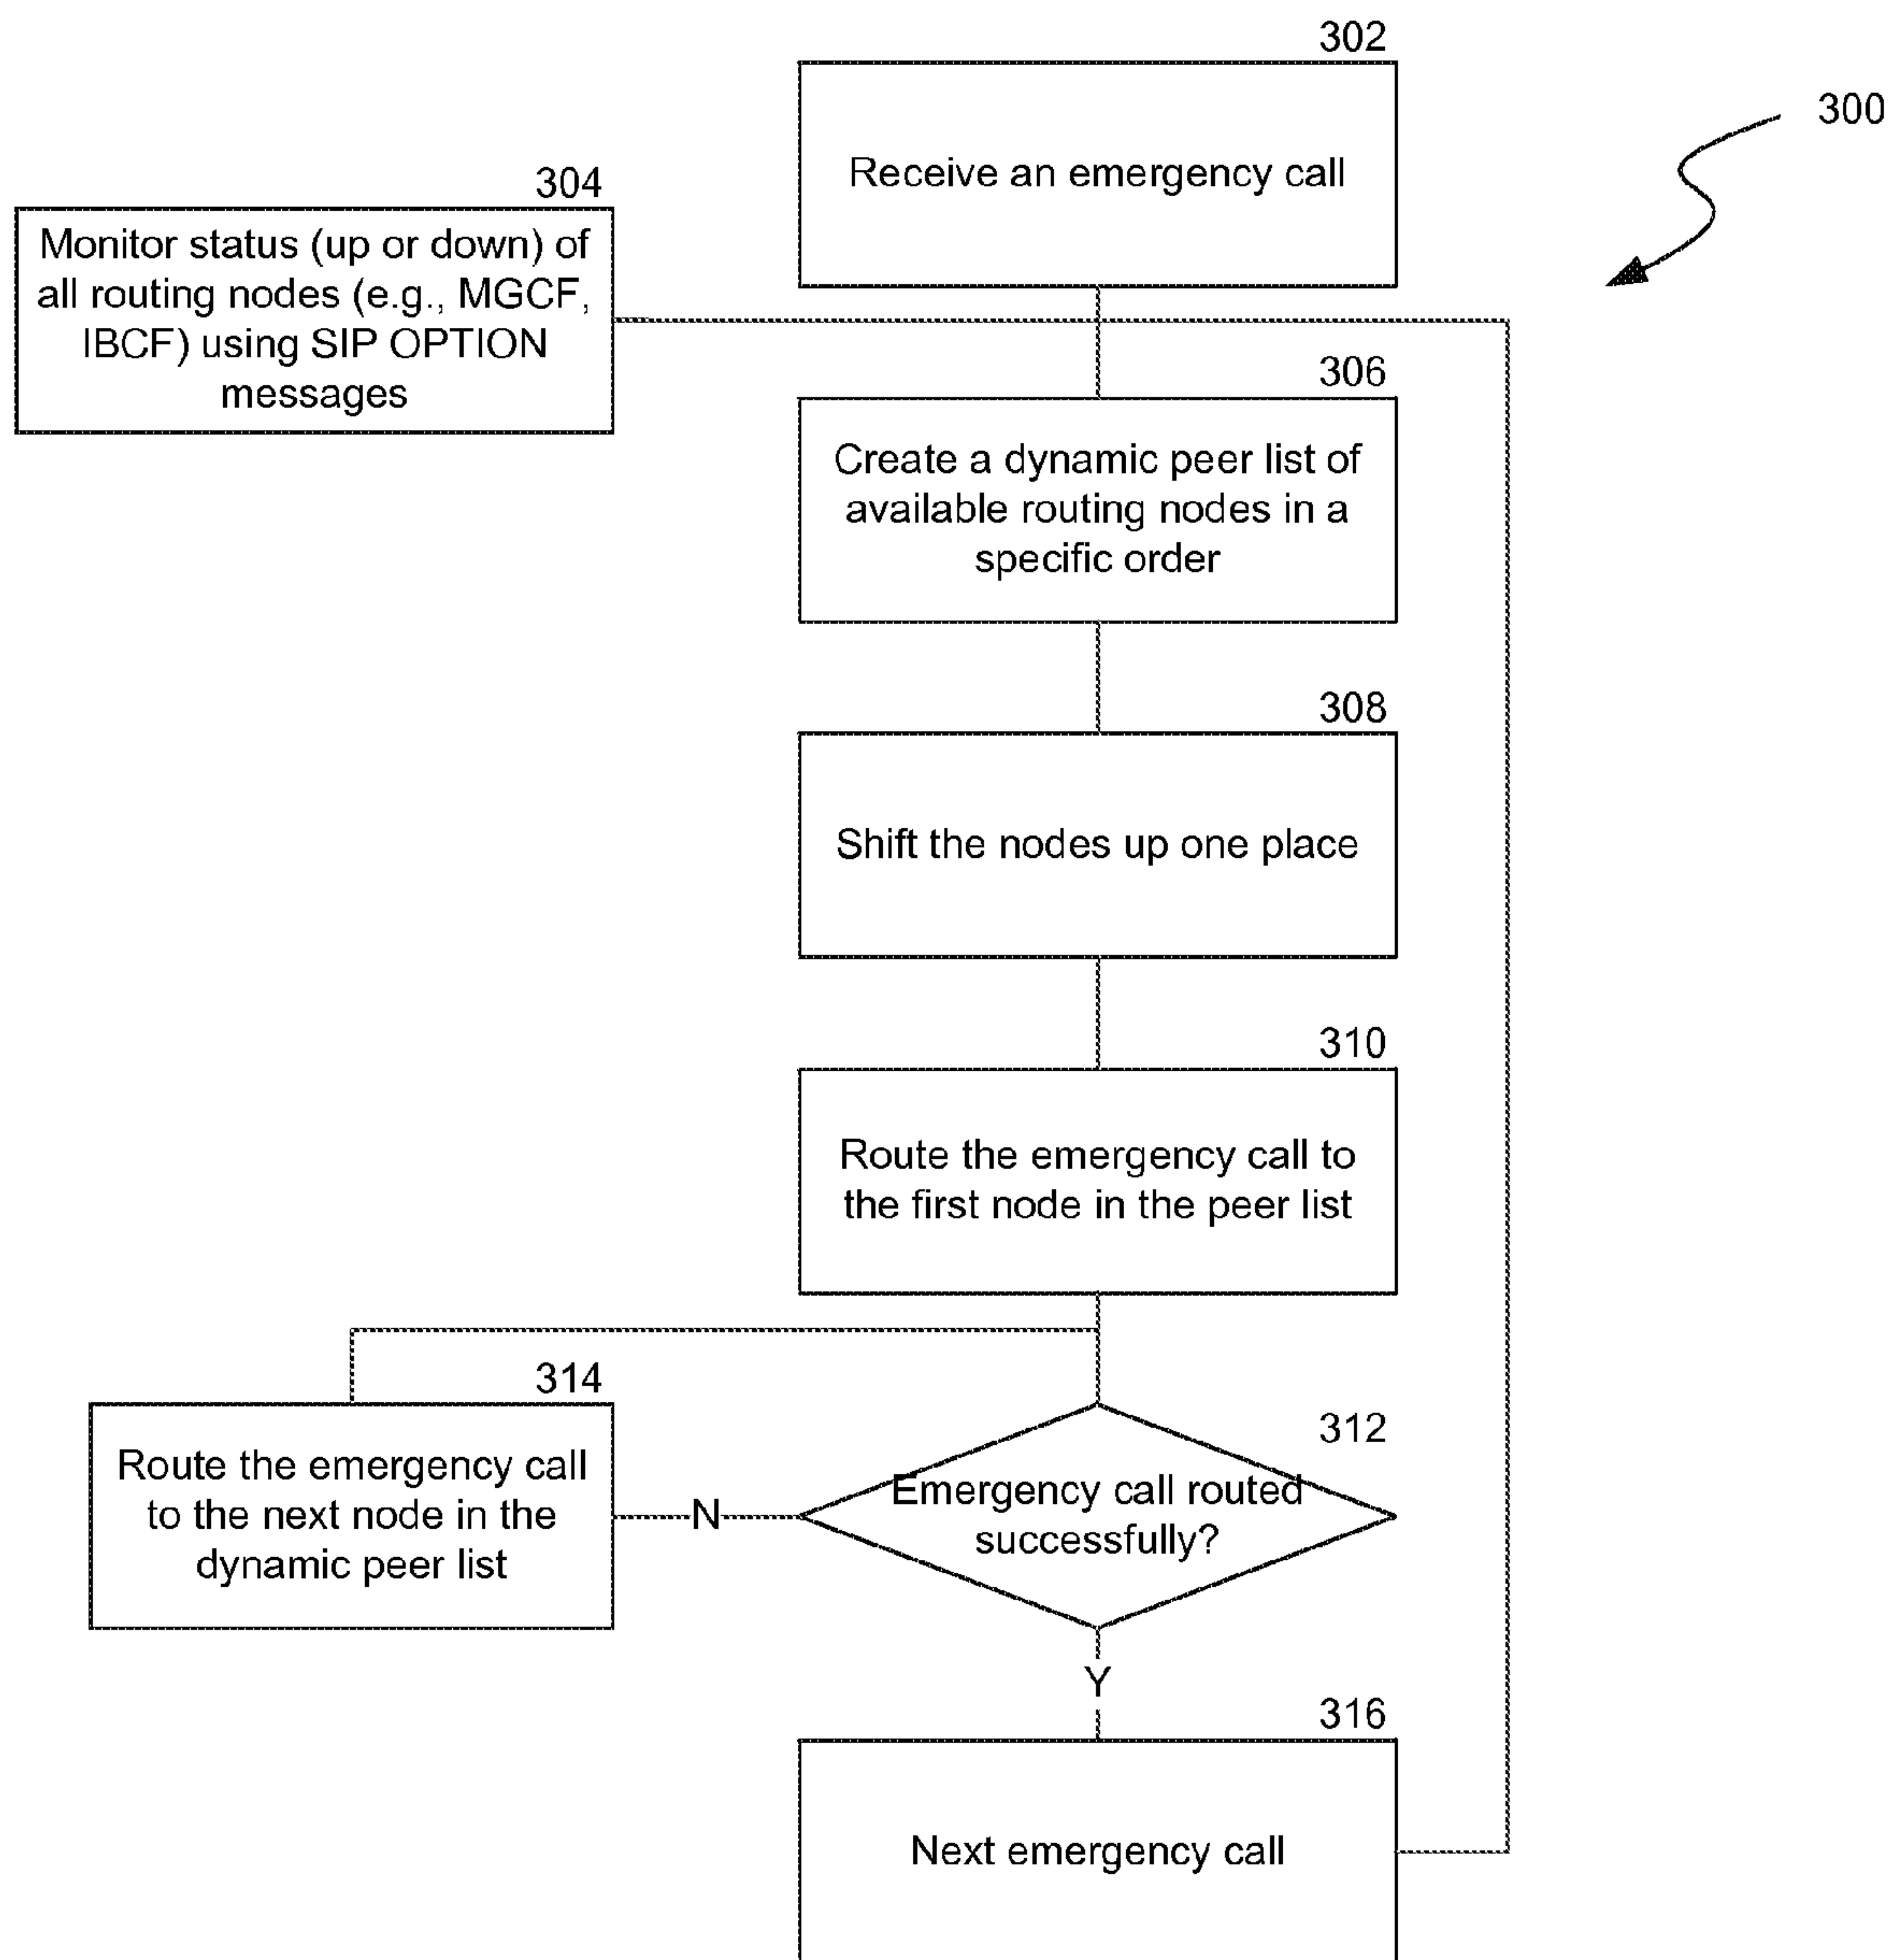 302
Receive an emergency call
300
304
Monitor status (up or down) of
all routing nodes (e.g., MGCF,
IBCF) using SIP OPTION
messages
306
Create a dynamic peer list of
available routing nodes in a
specific order
308
Shift the nodes up one place
310
Route the emergency call to
the first node in the peer list
314
Route the emergency call
to the next node in the
dynamic peer list
N
312
Emergency call routed
successfully?
Y
316
Next emergency call